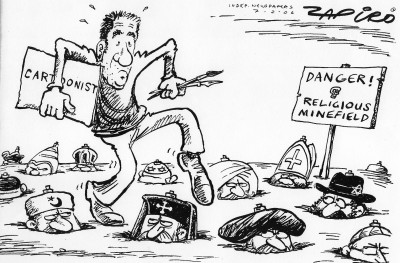 INDEP. NEWSPAPERS
7-2-06
ZAPIRO
CARTOONIST
DANGER!
RELIGIOUS
MINEFIELD